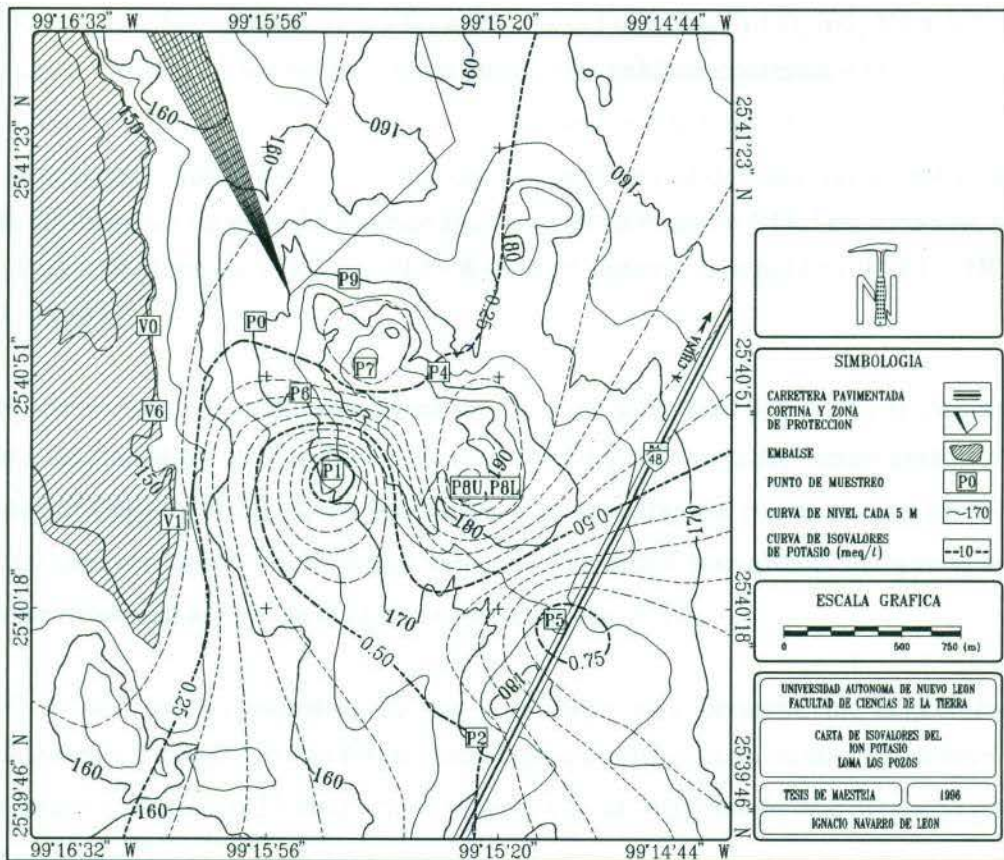 99°16'32" W 99°15'56" 99°15'20" 99°14'44" W
25°41'23" N
25°40'51"
25°40'18"
25°39'46" N
25°41'23" N
25°40'51"
25°40'18"
25°39'46" N
99°16'32" W 99°15'56" 99°15'20" 99°14'44" W
160
150
160
160
160
160
160
180
0.25
P9
V0
P0
P7
P4
A CHINA
P6
V6
150
P1
190
P8U,P8L
180
N.L.
48
V1
0.50
170
170
P5
0.75
0.50
180
0.25
P2
160
160
160
N
SIMBOLOGIA
CARRETERA PAVIMENTADA
CORTINA Y ZONA
DE PROTECCION
EMBALSE
PUNTO DE MUESTREO P0
CURVA DE NIVEL CADA 5 M 170
CURVA DE ISOVALORES
DE POTASIO (meq/l) 10
ESCALA GRAFICA
0 500 750 (m)
UNIVERSIDAD AUTONOMA DE NUEVO LEON
FACULTAD DE CIENCIAS DE LA TIERRA
CARTA DE ISOVALORES DEL
ION POTASIO
LOMA LOS POZOS
TESIS DE MAESTRIA 1996
IGNACIO NAVARRO DE LEON